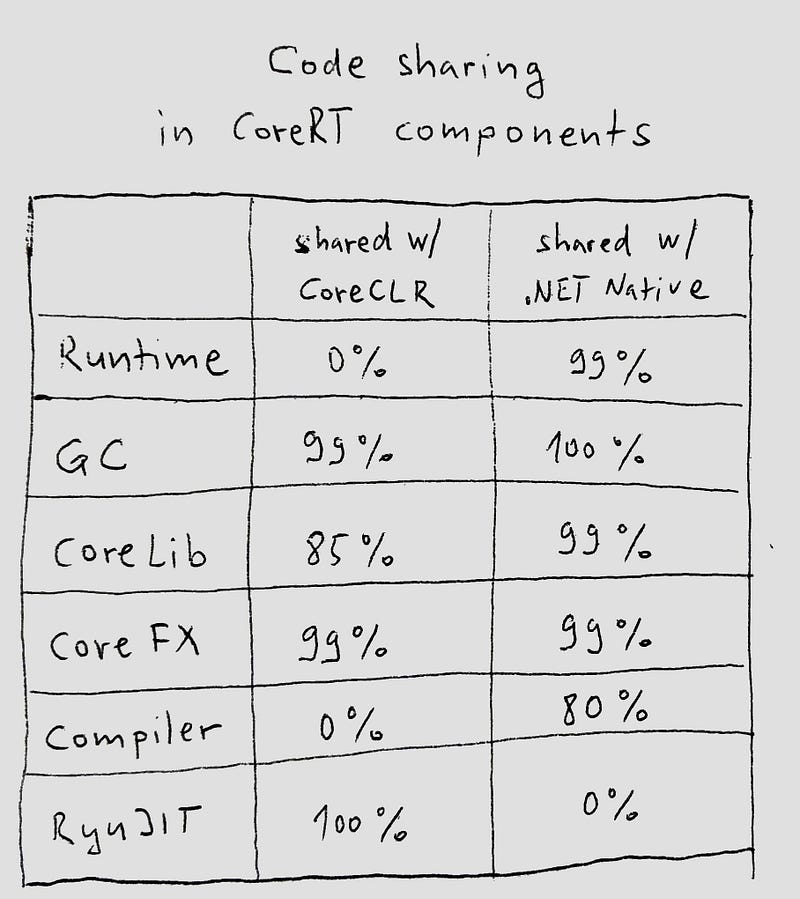 Code sharing
in CoreRT components
shared w/ shared w/
CoreCLR .NET Native
Runtime 0% 99%
GC 99% 100%
CoreLib 85% 99%
Core FX 99% 99%
Compiler 0% 80%
RyuJIT 100% 0%